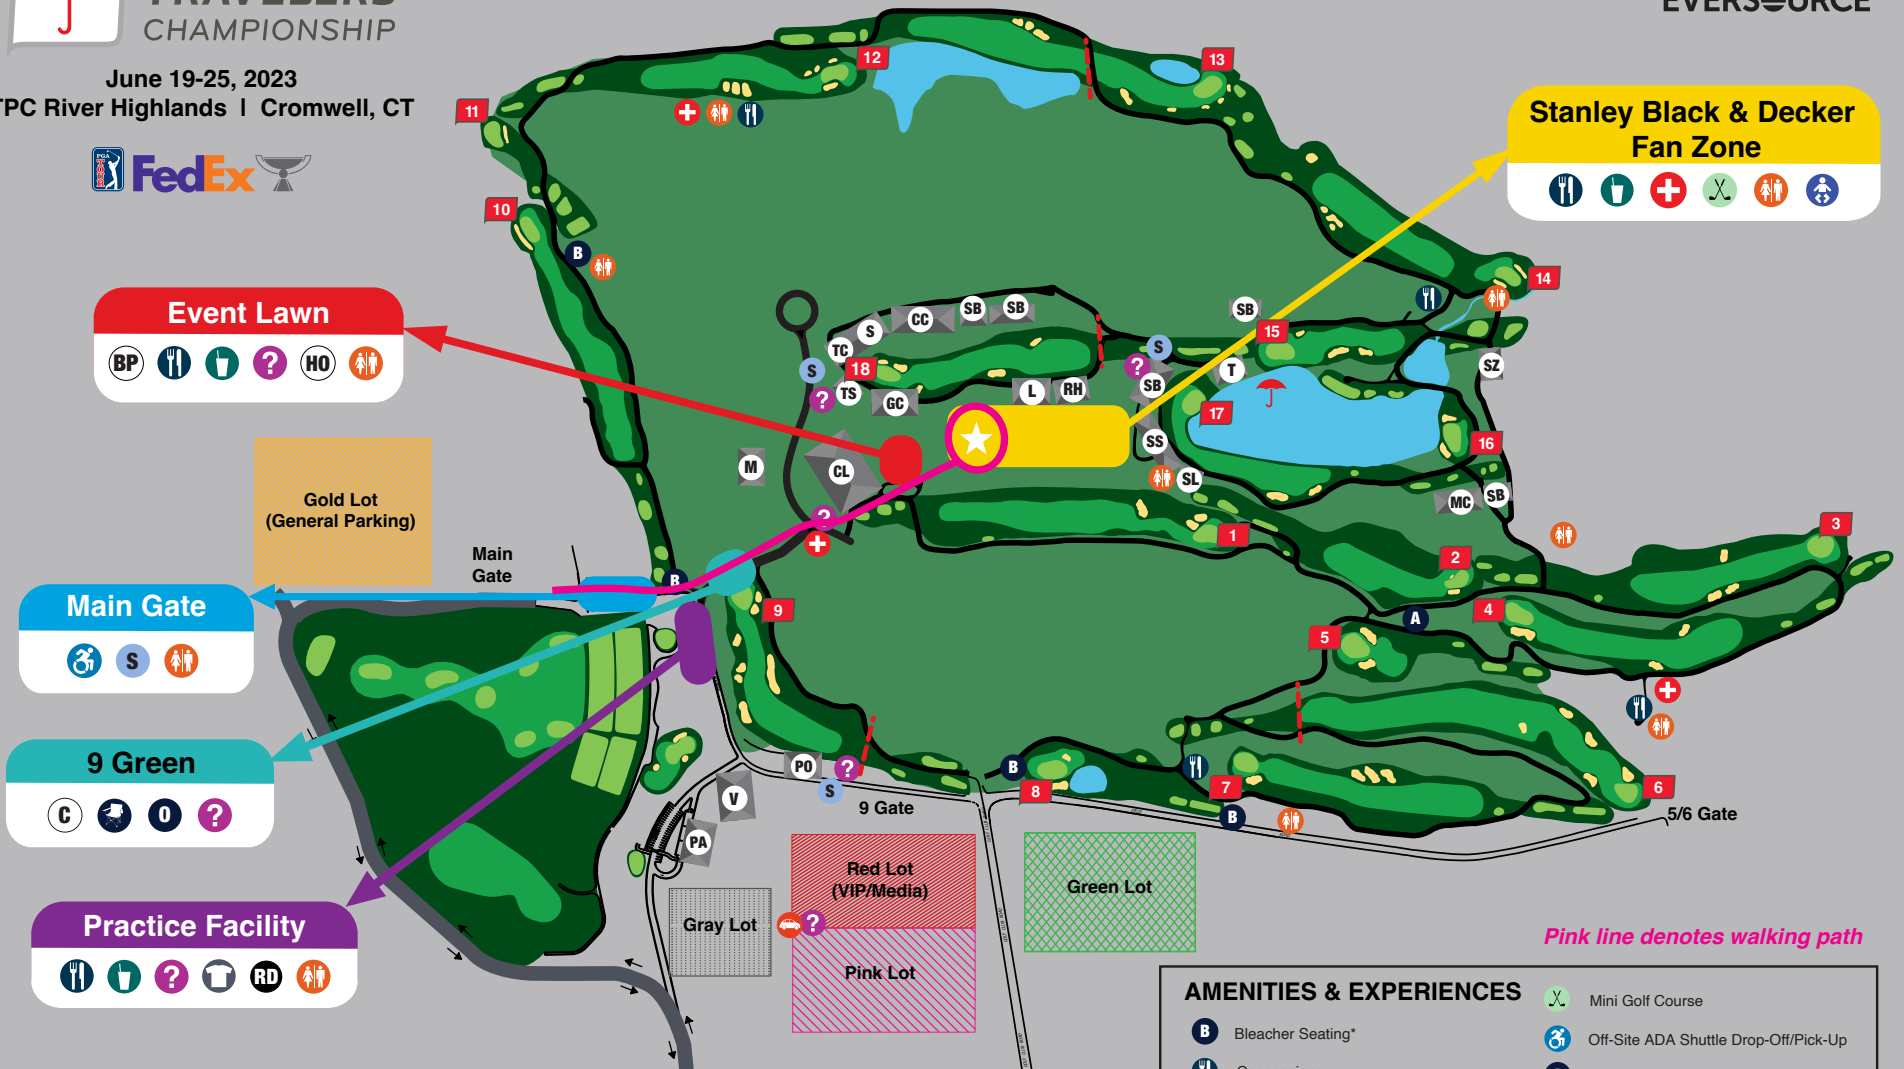 TRAVELERS
CHAMPIONSHIP
June 19-25, 2023
TPC River Highlands I Cromwell, CT
PGA TOUR
FedEx
EVERSOURCE
Stanley Black & Decker
Fan Zone
11
12
13
10
B
14
Event Lawn
BP
?
HO
S
CC
SB
SB
SB
TC
15
S
18
S
?
T
SZ
?
TS
GC
L
RH
SB
17
16
SS
M
CL
SL
MC
SB
Gold Lot
(General Parking)
?
1
3
Main
Gate
2
B
Main Gate
S
9
4
A
5
9 Green
C
O
?
PO
?
S
V
9 Gate
B
8
7
B
6
5/6 Gate
PA
Red Lot
(VIP/Media)
Green Lot
Gray Lot
?
Practice Facility
?
RD
Pink Lot
Pink line denotes walking path
AMENITIES & EXPERIENCES
Mini Golf Course
B
Bleacher Seating*
Off-Site ADA Shuttle Drop-Off/Pick-Up